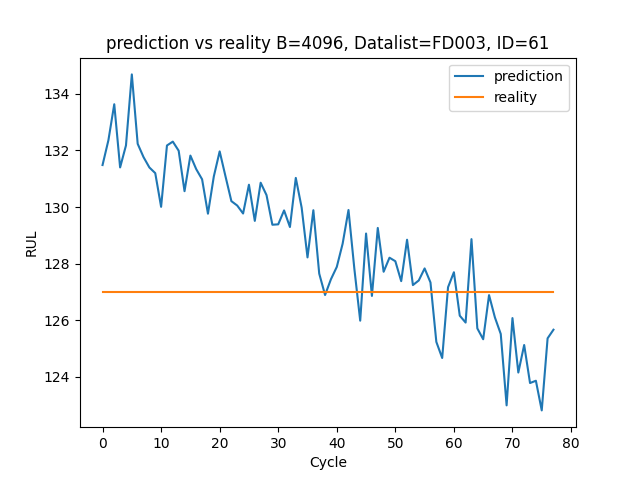 prediction vs reality B=4096, Datalist=FD003, ID=61
prediction
reality
RUL
134
132
130
128
126
124
0 10 20 30 40 50 60 70 80
Cycle